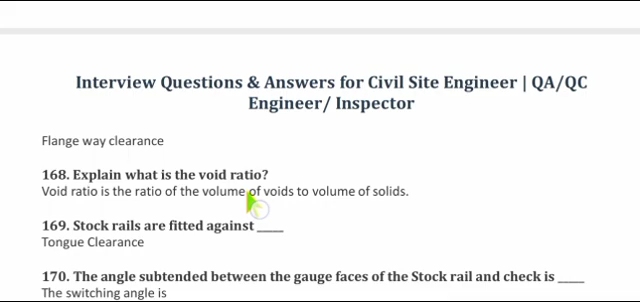 Interview Questions & Answers for Civil Site Engineer | QA/QC
Engineer/ Inspector
Flange way clearance
168. Explain what is the void ratio?
Void ratio is the ratio of the volume of voids to volume of solids.
169. Stock rails are fitted against ____
Tongue Clearance
170. The angle subtended between the gauge faces of the Stock rail and check is ____
The switching angle is